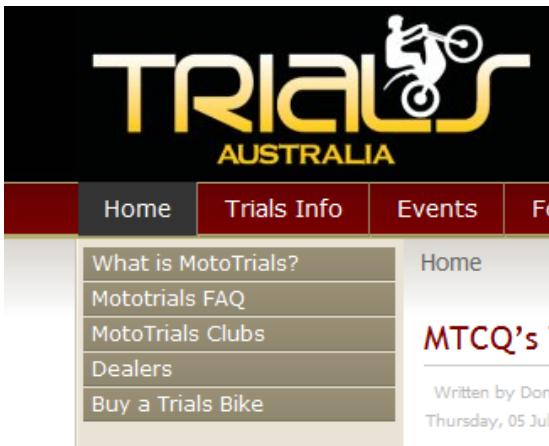 TRIALS
AUSTRALIA
Home
Trials Info
Events
What is MotoTrials?
Mototrials FAQ
MotoTrials Clubs
Dealers
Buy a Trials Bike
Home
MTCQ's
Written by
Thursday, 05